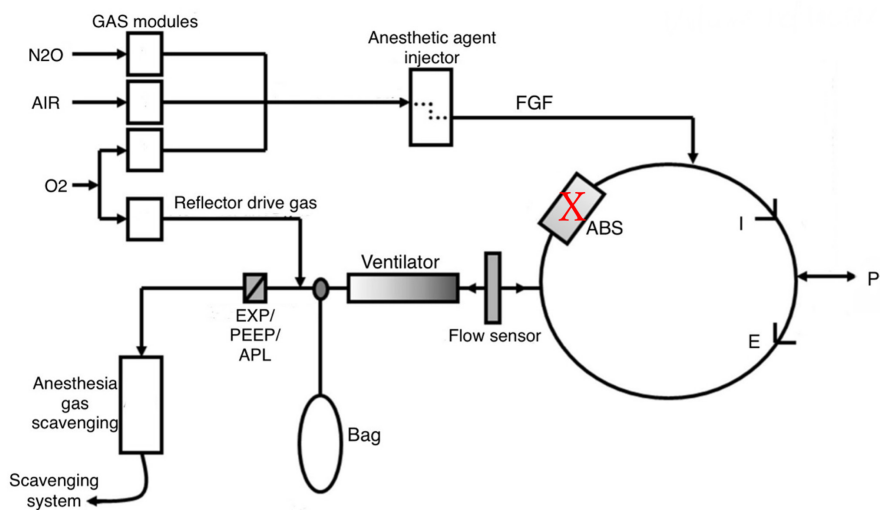 GAS modules
N2O
AIR
O2
Anesthetic agent
injector
FGF
Reflector drive gas
X
ABS
I
P
E
Ventilator
Flow sensor
EXP/
PEEP/
APL
Anesthesia
gas
scavenging
Bag
Scavenging
system